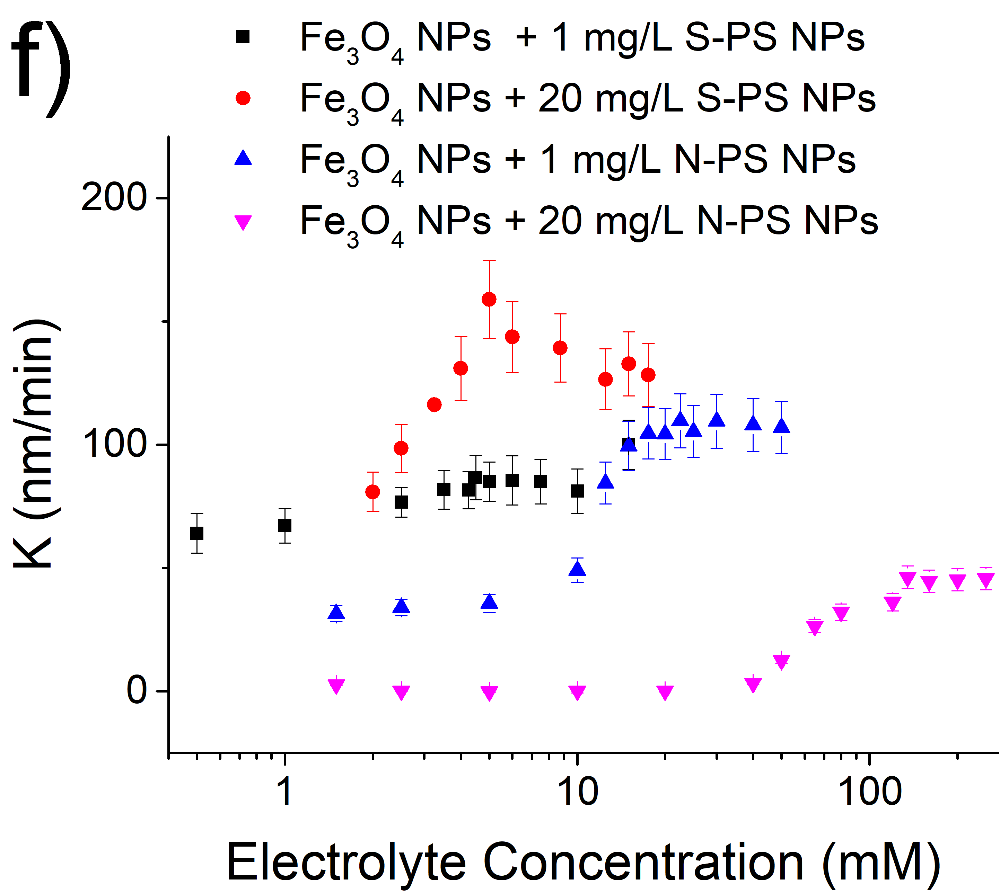 f)
Fe₃O₄ NPs + 1 mg/L S-PS NPs
Fe₃O₄ NPs + 20 mg/L S-PS NPs
Fe₃O₄ NPs + 1 mg/L N-PS NPs
Fe₃O₄ NPs + 20 mg/L N-PS NPs
200
100
0
K (nm/min)
1 10 100
Electrolyte Concentration (mM)